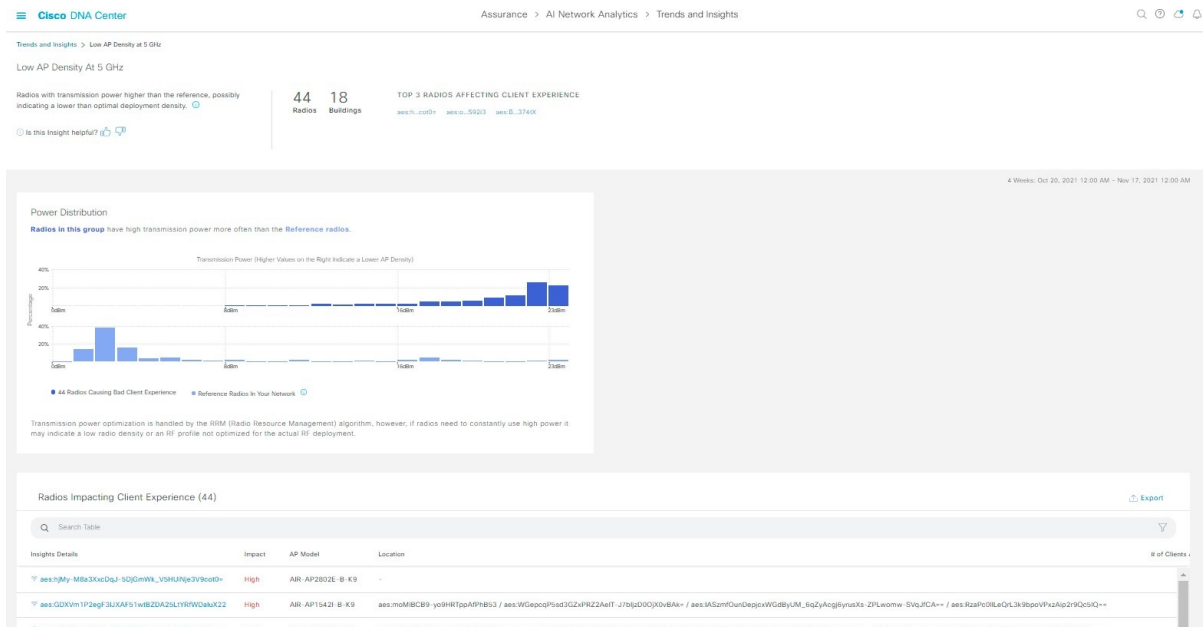 Cisco DNA Center
Assurance > AI Network Analytics > Trends and Insights
Trends and Insights > Low AP Density at 5 GHz
Low AP Density At 5 GHz
Radios with transmission power higher than the reference, possibly
indicating a lower than optimal deployment density.
Is this Insight helpful?
44 18
Radios Buildings
TOP 3 RADIOS AFFECTING CLIENT EXPERIENCE
aes:h...cot0= aes:o...592i3 aes:B...374tX
4 Weeks: Oct 20, 2021 12:00 AM - Nov 17, 2021 12:00 AM
Power Distribution
Radios in this group have high transmission power more often than the Reference radios.
Transmission Power (Higher Values on the Right Indicate a Lower AP Density)
Percentage
40%
20%
0dBm 8dBm 16dBm 23dBm
40%
20%
0dBm 8dBm 16dBm 23dBm
44 Radios Causing Bad Client Experience Reference Radios In Your Network
Transmission power optimization is handled by the RRM (Radio Resource Management) algorithm, however, if radios need to constantly use high power it
may indicate a low radio density or an RF profile not optimized for the actual RF deployment.
Radios Impacting Client Experience (44)
Export
Search Table
Insights Details Impact AP Model Location # of Clients
High AIR-AP2802E-B-K9 -
High AIR-AP1542I-B-K9